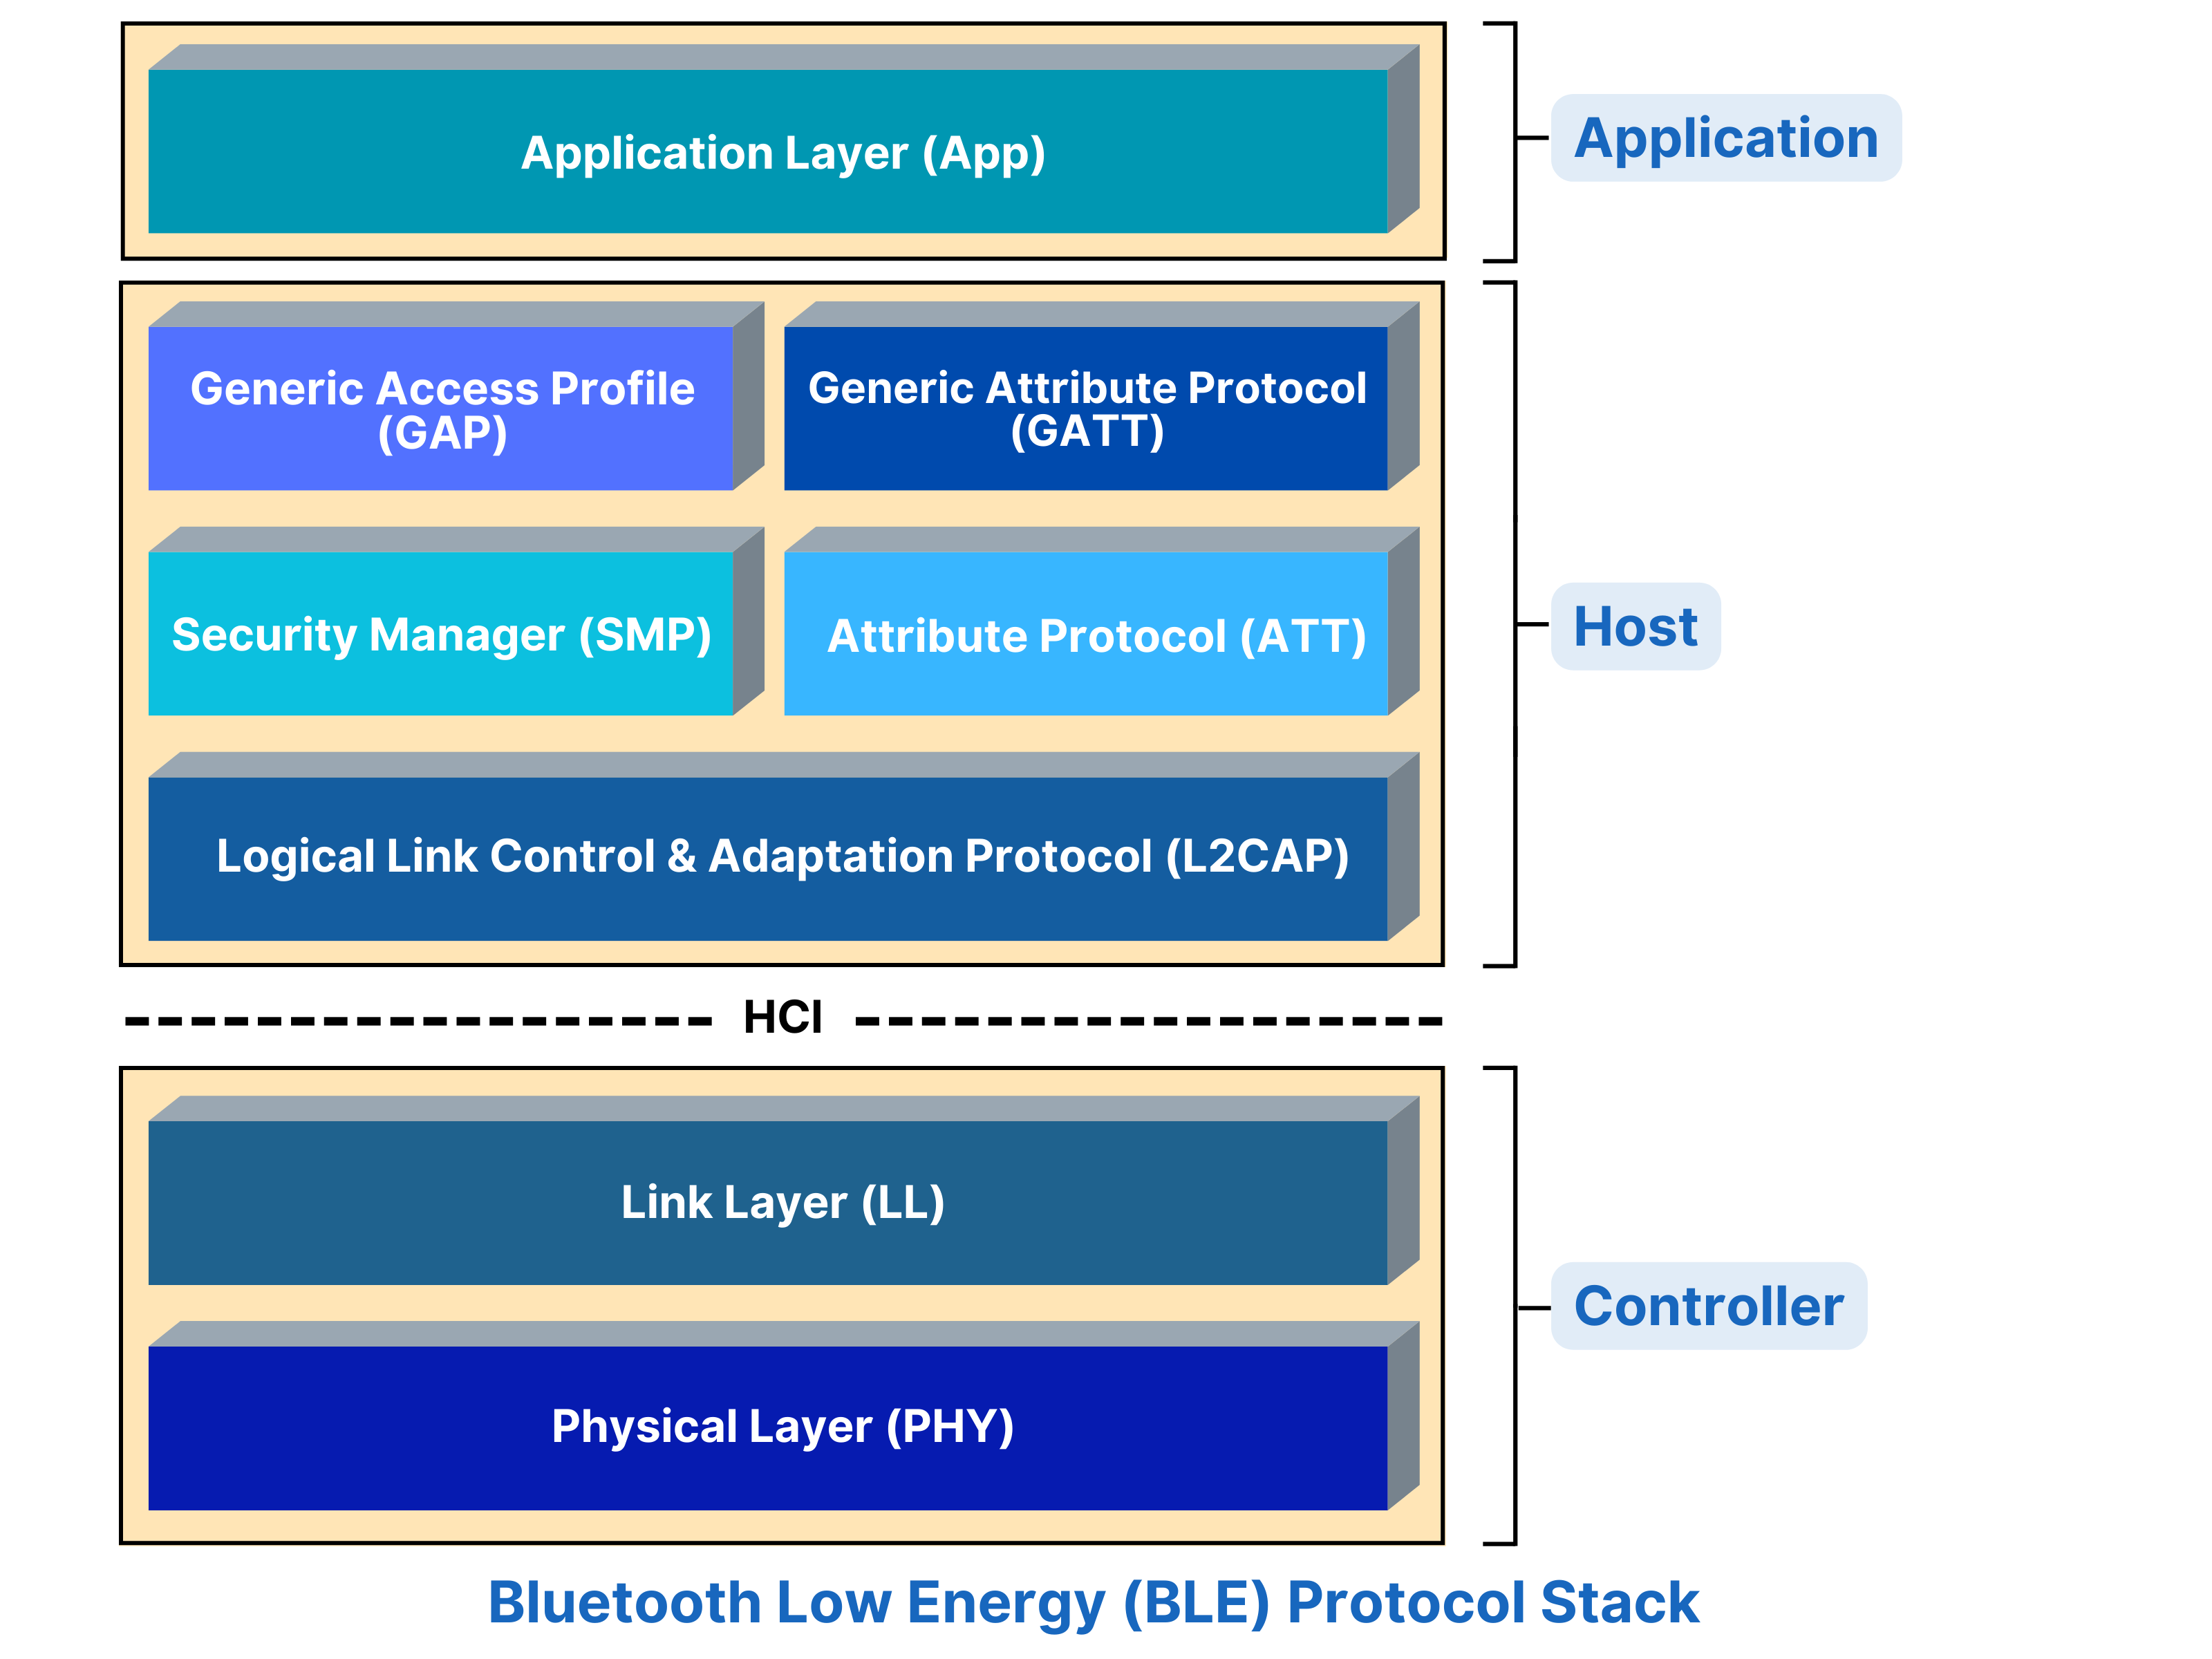 Application Layer (App)
Application
Generic Access Profile
(GAP)
Generic Attribute Protocol
(GATT)
Security Manager (SMP)
Attribute Protocol (ATT)
Host
Logical Link Control & Adaptation Protocol (L2CAP)
HCI
Link Layer (LL)
Controller
Physical Layer (PHY)
Bluetooth Low Energy (BLE) Protocol Stack